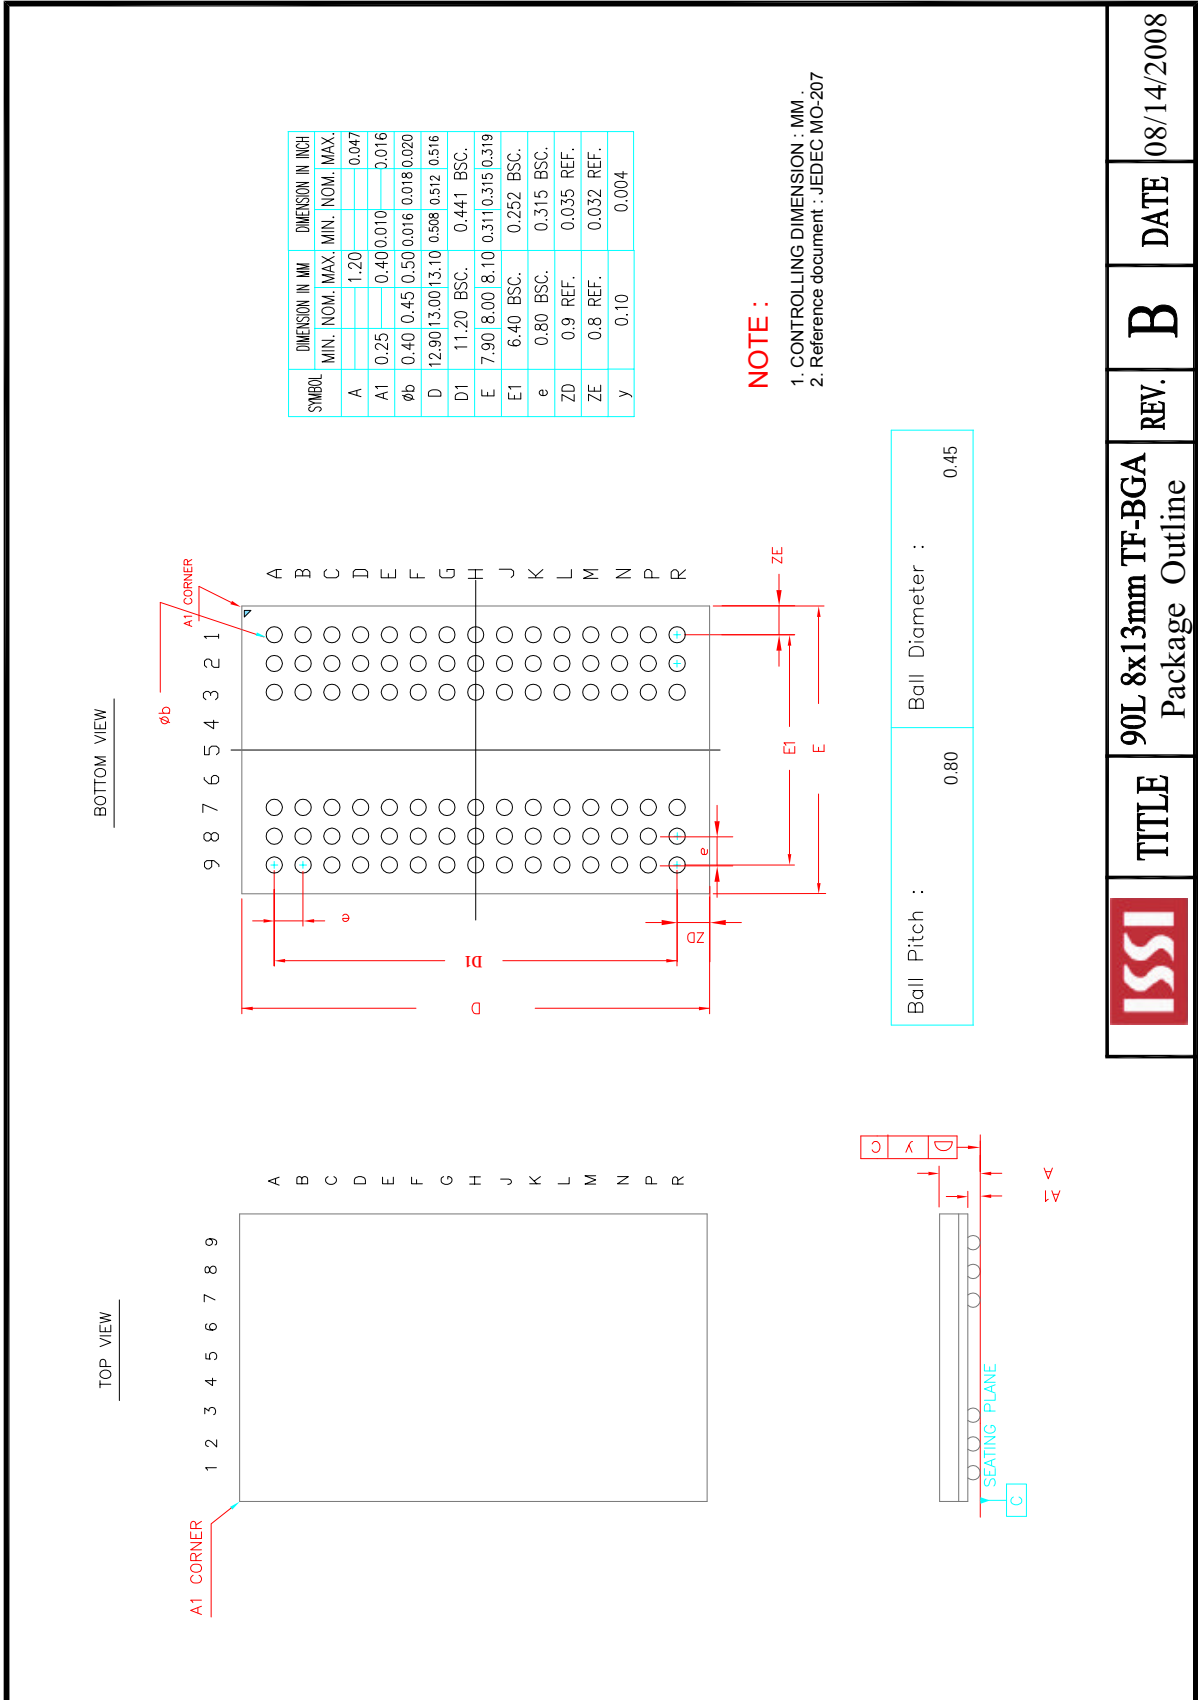 TOP VIEW
A1 CORNER
1 2 3 4 5 6 7 8 9
A
B
C
D
E
F
G
H
J
K
L
M
N
P
R
BOTTOM VIEW
øb
A1 CORNER
9 8 7 6 5 4 3 2 1
A
B
C
D
E
F
G
H
J
K
L
M
N
P
R
e
D1
D
ZD
e
E1
E
ZE
SYMBOL DIMENSION IN MM DIMENSION IN INCH
MIN. NOM. MAX. MIN. NOM. MAX.
A 1.20 0.047
A1 0.25 0.40 0.010 0.016
øb 0.40 0.45 0.50 0.016 0.018 0.020
D 12.90 13.00 13.10 0.508 0.512 0.516
D1 11.20 BSC. 0.441 BSC.
E 7.90 8.00 8.10 0.311 0.315 0.319
E1 6.40 BSC. 0.252 BSC.
e 0.80 BSC. 0.315 BSC.
ZD 0.9 REF. 0.035 REF.
ZE 0.8 REF. 0.032 REF.
y 0.10 0.004
NOTE :
1. CONTROLLING DIMENSION : MM .
2. Reference document : JEDEC MO-207
y C
A
A1
SEATING PLANE
C
Ball Pitch : 0.80
Ball Diameter : 0.45
ISSI
TITLE
90L 8x13mm TF-BGA
Package Outline
REV.
B
DATE
08/14/2008